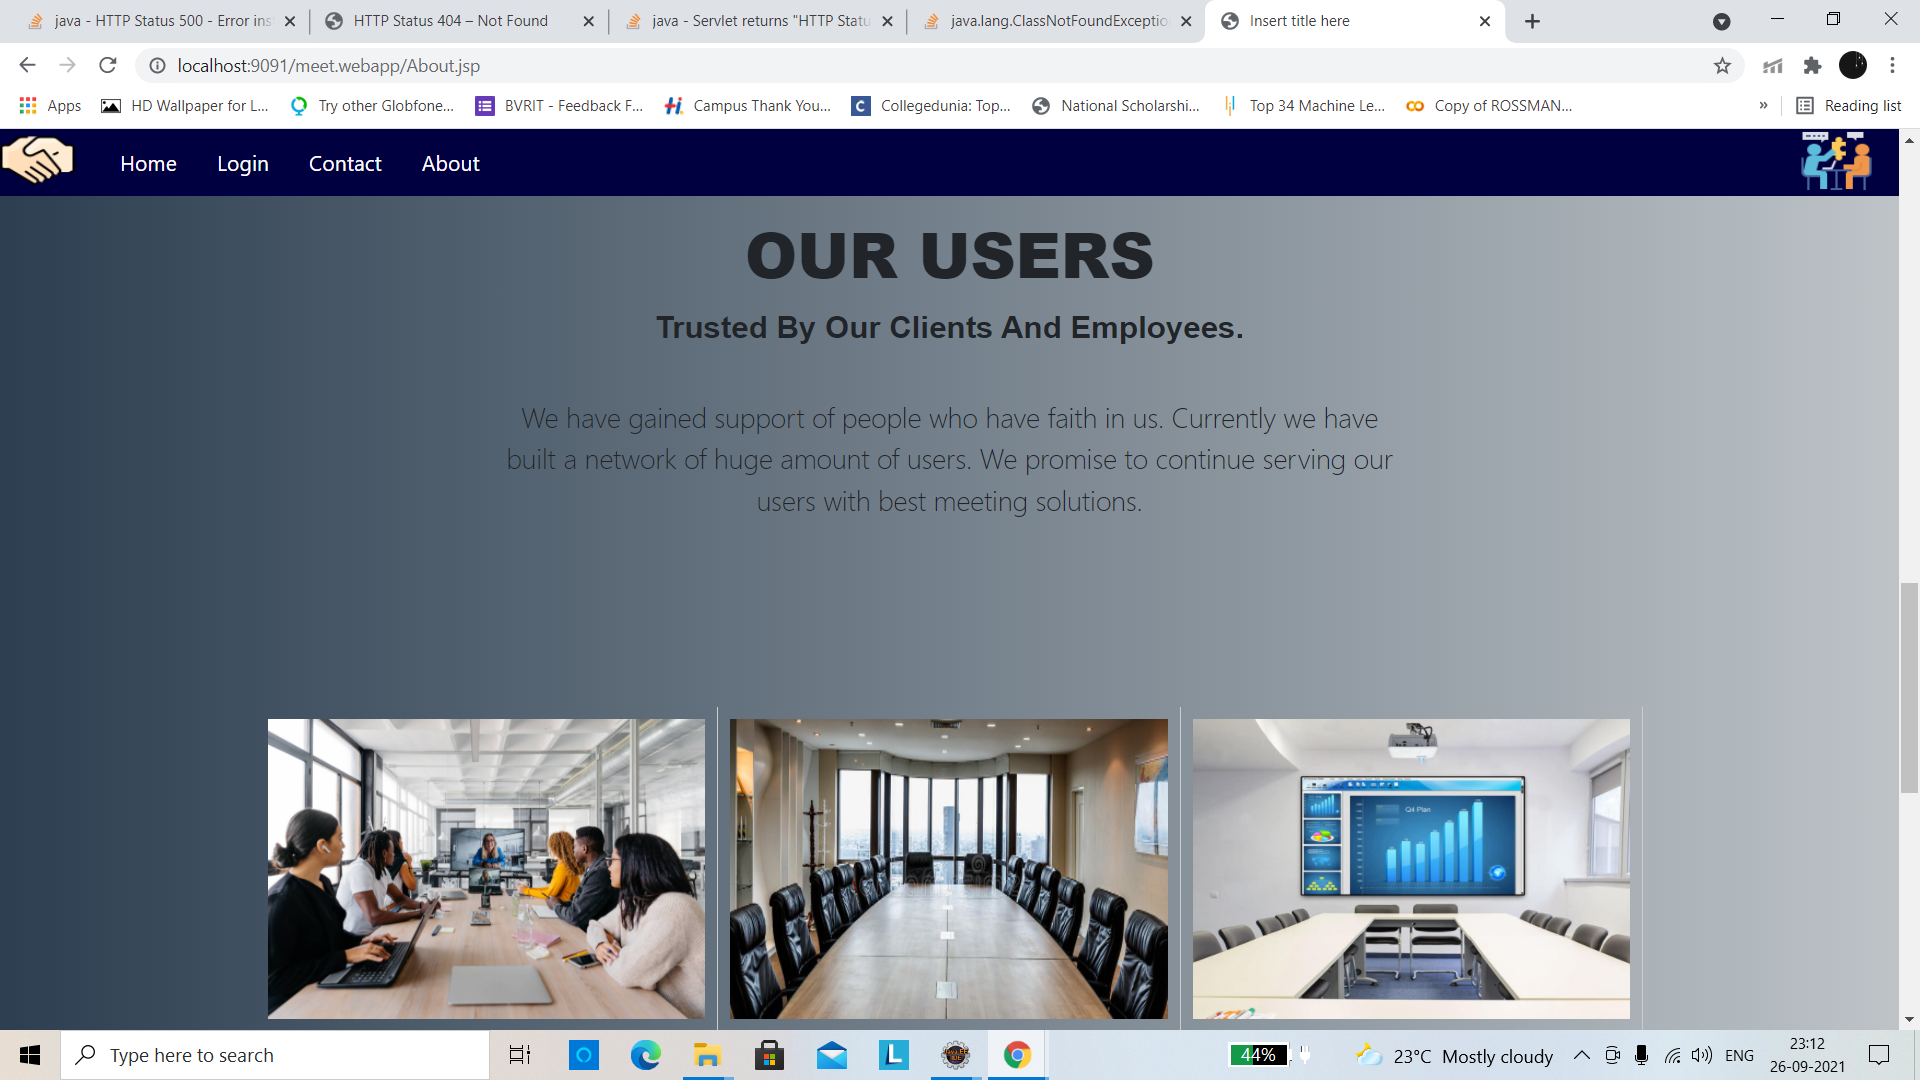 java - HTTP Status 500 - Error ins
HTTP Status 404 – Not Found
java - Servlet returns "HTTP Statu
java.lang.ClassNotFoundExceptio
Insert title here
localhost:9091/meet.webapp/About.jsp
Apps
HD Wallpaper for L...
Try other Globfone...
BVRIT - Feedback F...
Campus Thank You...
Collegedunia: Top...
National Scholarshi...
Top 34 Machine Le...
Copy of ROSSMAN...
»
Reading list
Home
Login
Contact
About
OUR USERS
Trusted By Our Clients And Employees.
We have gained support of people who have faith in us. Currently we have
built a network of huge amount of users. We promise to continue serving our
users with best meeting solutions.
Q4 Plan
Type here to search
44%
23°C Mostly cloudy
ENG
23:12
26-09-2021